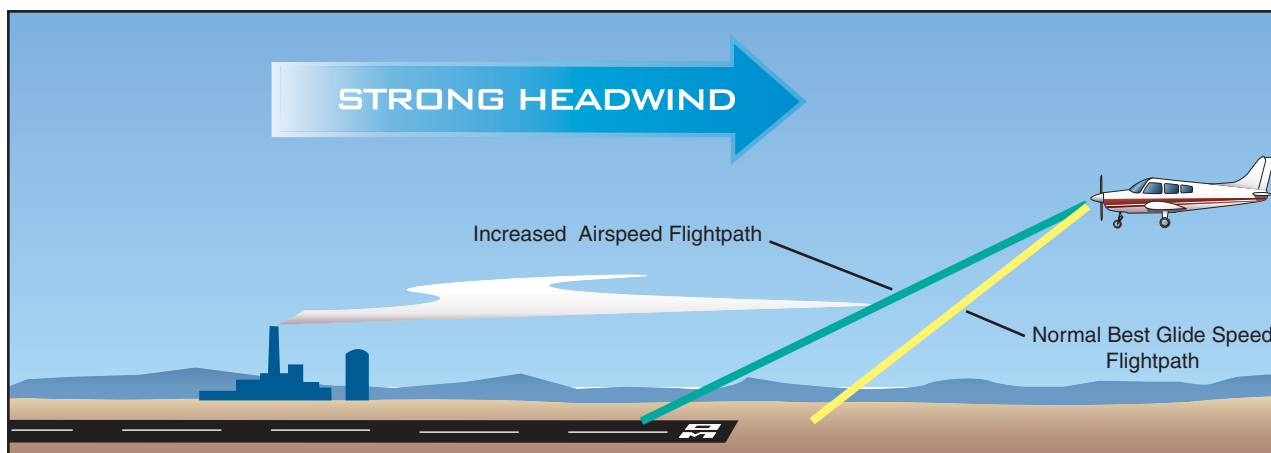 STRONG HEADWIND
Increased Airspeed Flightpath
Normal Best Glide Speed
Flightpath